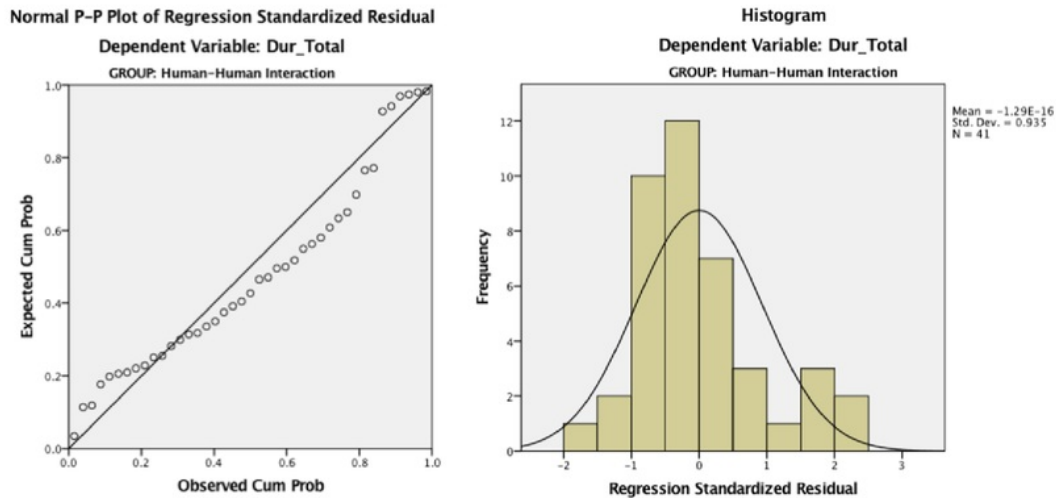 Normal P-P Plot of Regression Standardized Residual
Dependent Variable: Dur_Total
GROUP: Human-Human Interaction
1.0
0.8
0.6
0.4
0.2
0.0
Expected Cum Prob
0.0 0.2 0.4 0.6 0.8 1.0
Observed Cum Prob
Histogram
Dependent Variable: Dur_Total
GROUP: Human-Human Interaction
Mean = -1.29E-16
Std. Dev. = 0.935
N = 41
12
10
8
6
4
2
0
Frequency
-2 -1 0 1 2 3
Regression Standardized Residual